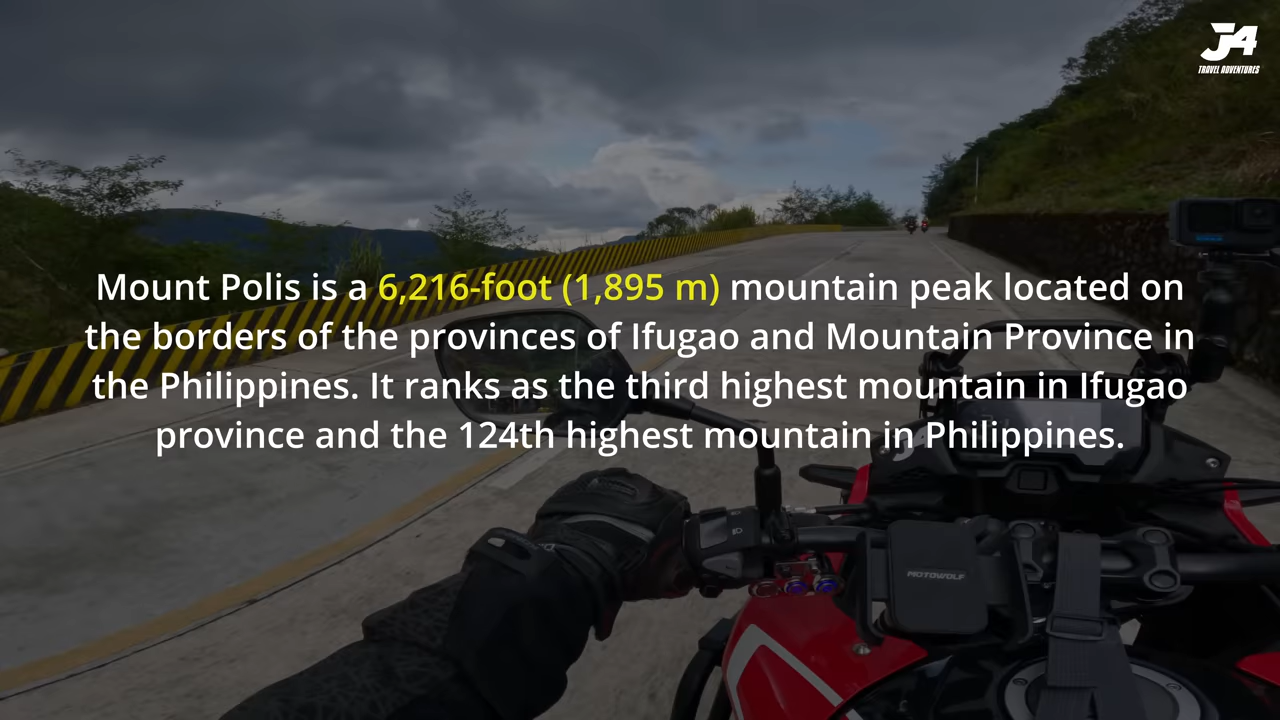 J4
TRAVEL ADVENTURES
Mount Polis is a 6,216-foot (1,895 m) mountain peak located on
the borders of the provinces of Ifugao and Mountain Province in
the Philippines. It ranks as the third highest mountain in Ifugao
province and the 124th highest mountain in Philippines.
MOTOWOLF